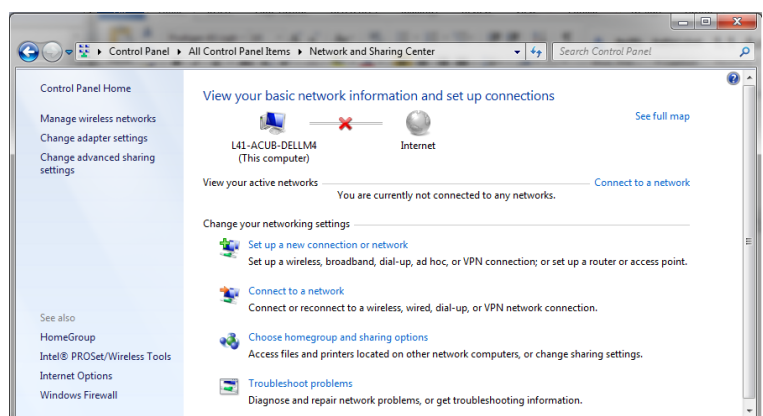 Control Panel ▸ All Control Panel Items ▸ Network and Sharing Center
Search Control Panel
Control Panel Home
Manage wireless networks
Change adapter settings
Change advanced sharing
settings
See also
HomeGroup
Intel® PROSet/Wireless Tools
Internet Options
Windows Firewall
View your basic network information and set up connections
See full map
L41-ACUB-DELLM4
(This computer)
Internet
View your active networks
Connect to a network
You are currently not connected to any networks.
Change your networking settings
Set up a new connection or network
Set up a wireless, broadband, dial-up, ad hoc, or VPN connection; or set up a router or access point.
Connect to a network
Connect or reconnect to a wireless, wired, dial-up, or VPN network connection.
Choose homegroup and sharing options
Access files and printers located on other network computers, or change sharing settings.
Troubleshoot problems
Diagnose and repair network problems, or get troubleshooting information.